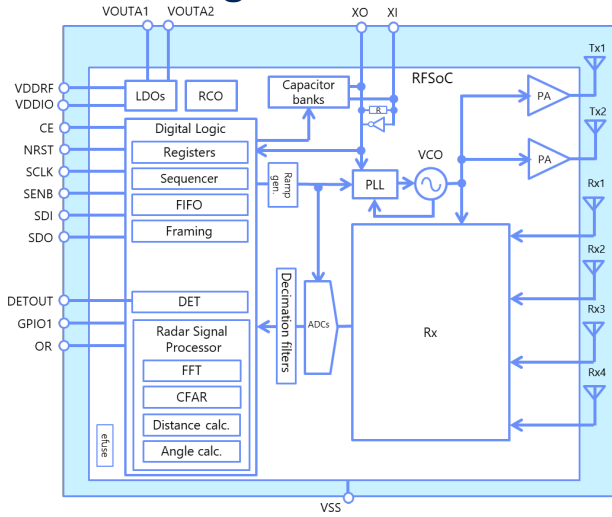 VOUTA1 VOUTA2
XO XI
Tx1
RFSoC
VDDRF
VDDIO
LDOs
RCO
Capacitor
banks
R
PA
Tx2
CE
NRST
SCLK
SENB
SDI
SDO
Digital Logic
Registers
Sequencer
FIFO
Framing
Ramp
gen.
PLL
VCO
PA
Rx1
Rx2
Rx3
Rx4
DETOUT
GPIO1
OR
DET
Radar Signal
Processor
FFT
CFAR
Distance calc.
Angle calc.
efuse
Decimation filters
ADCs
Rx
VSS